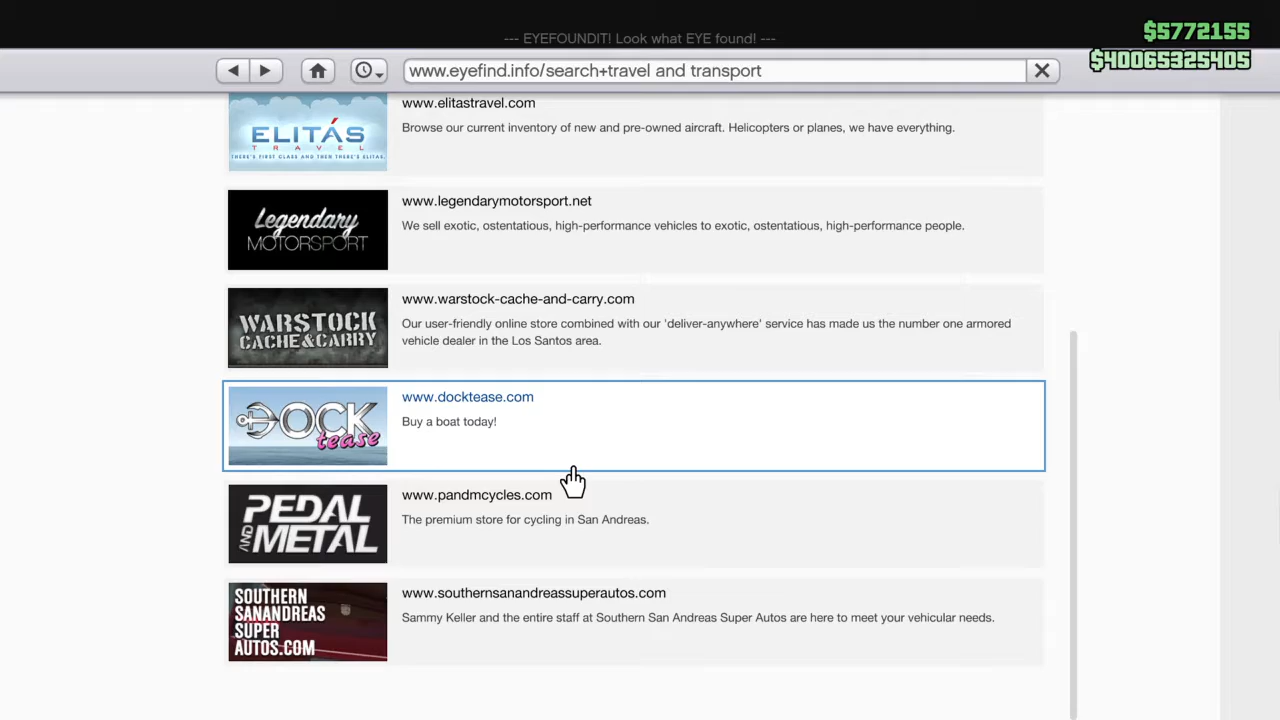 --- EYEFOUNDIT! Look what EYE found! ---
$5772155
$40065325405
www.eyefind.info/search+travel and transport
ELITÁS
TRAVEL
THERE'S FIRST CLASS AND THEN THERE'S ELITAS.
www.elitastravel.com
Browse our current inventory of new and pre-owned aircraft. Helicopters or planes, we have everything.
Legendary
MOTORSPORT
www.legendarymotorsport.net
We sell exotic, ostentatious, high-performance vehicles to exotic, ostentatious, high-performance people.
WARSTOCK
CACHE&CARRY
www.warstock-cache-and-carry.com
Our user-friendly online store combined with our 'deliver-anywhere' service has made us the number one armored
vehicle dealer in the Los Santos area.
DOCK
tease
www.docktease.com
Buy a boat today!
PEDAL
AND METAL
www.pandmcycles.com
The premium store for cycling in San Andreas.
SOUTHERN
SANANDREAS
SUPER
AUTOS.COM
www.southernsanandreassuperautos.com
Sammy Keller and the entire staff at Southern San Andreas Super Autos are here to meet your vehicular needs.